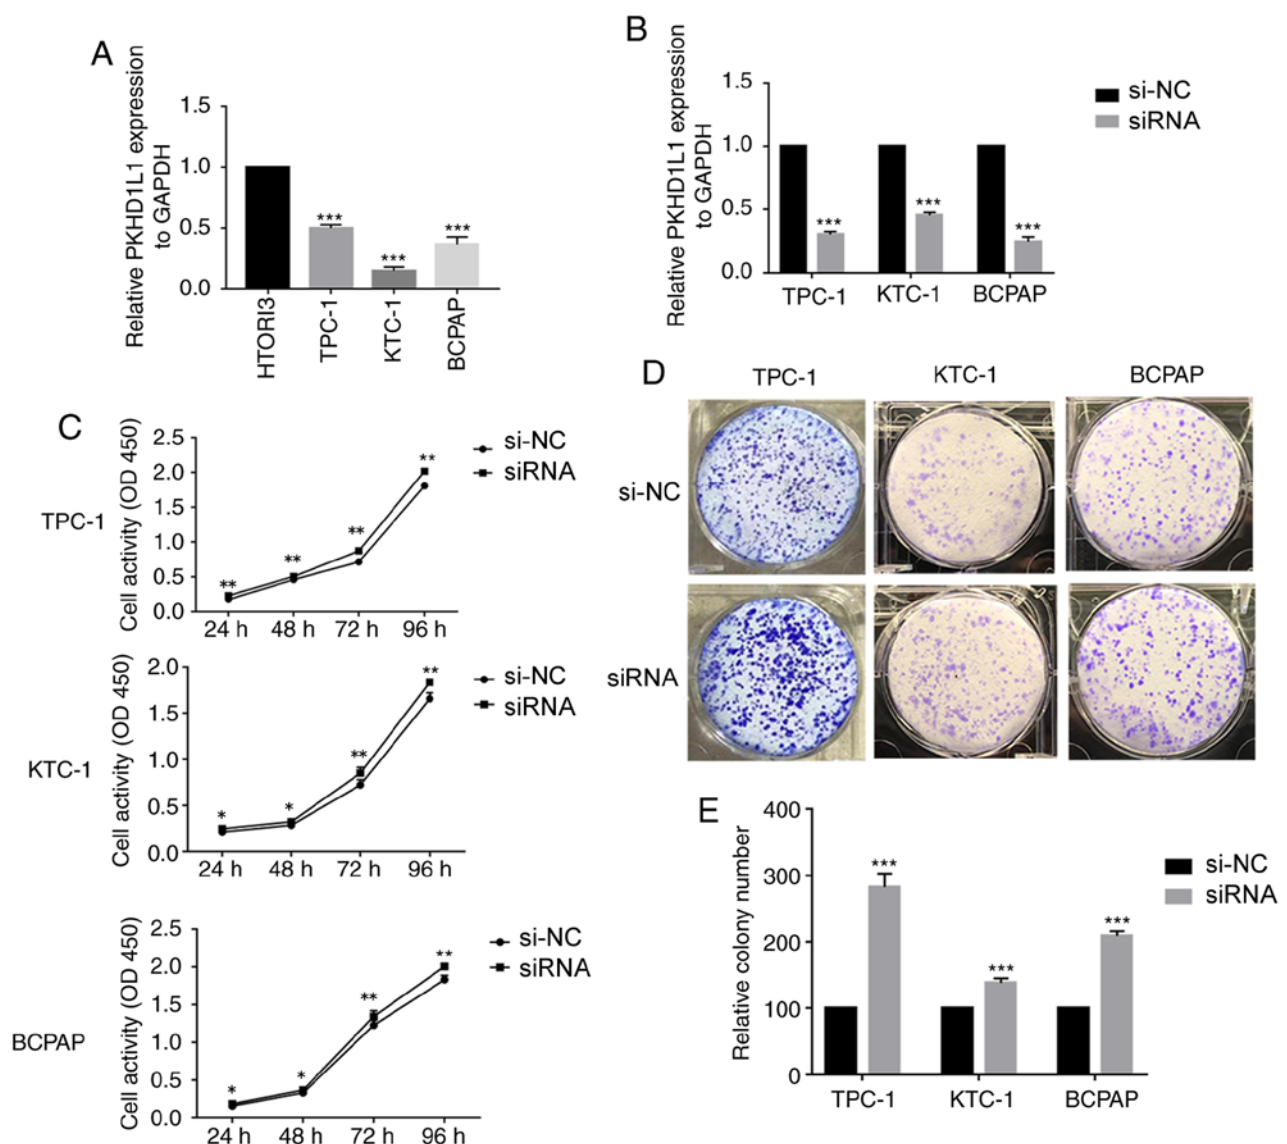 A
Relative PKHD1L1 expression
to GAPDH
1.5
1.0
0.5
0.0
***
***
***
HTORI3
TPC-1
KTC-1
BCPAP
B
Relative PKHD1L1 expression
to GAPDH
1.5
1.0
0.5
0.0
***
***
***
TPC-1
KTC-1
BCPAP
si-NC
siRNA
C
TPC-1
Cell activity (OD 450)
2.5
2.0
1.5
1.0
0.5
0.0
**
**
**
**
24 h 48 h 72 h 96 h
si-NC
siRNA
KTC-1
Cell activity (OD 450)
2.0
1.5
1.0
0.5
0.0
*
*
**
**
24 h 48 h 72 h 96 h
si-NC
siRNA
BCPAP
Cell activity (OD 450)
2.5
2.0
1.5
1.0
0.5
0.0
*
*
**
**
24 h 48 h 72 h 96 h
si-NC
siRNA
D
TPC-1 KTC-1 BCPAP
si-NC
siRNA
E
Relative colony number
400
300
200
100
0
***
***
***
TPC-1 KTC-1 BCPAP
si-NC
siRNA